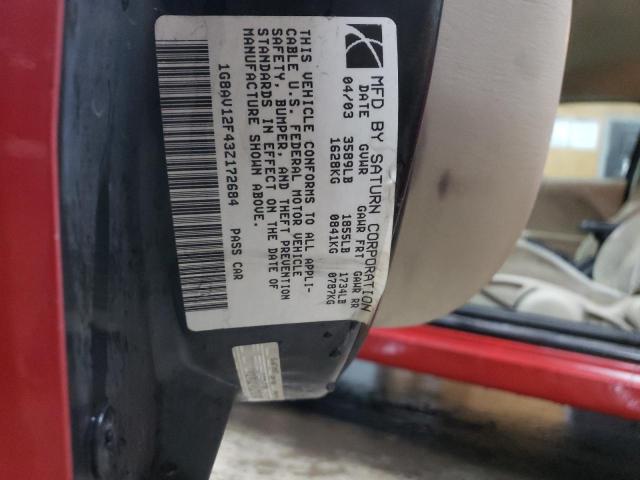 MFD BY SATURN CORPORATION
DATE GVWR GAWR FRT GAWR RR
04/03 3589LB 1855LB 1734LB
1628KG 0841KG 0787KG
THIS VEHICLE CONFORMS TO ALL APPLI-
CABLE U.S. FEDERAL MOTOR VEHICLE
SAFETY, BUMPER, AND THEFT PREVENTION
STANDARDS IN EFFECT ON THE DATE OF
MANUFACTURE SHOWN ABOVE.
1G8AV12F43Z172684 PASS CAR